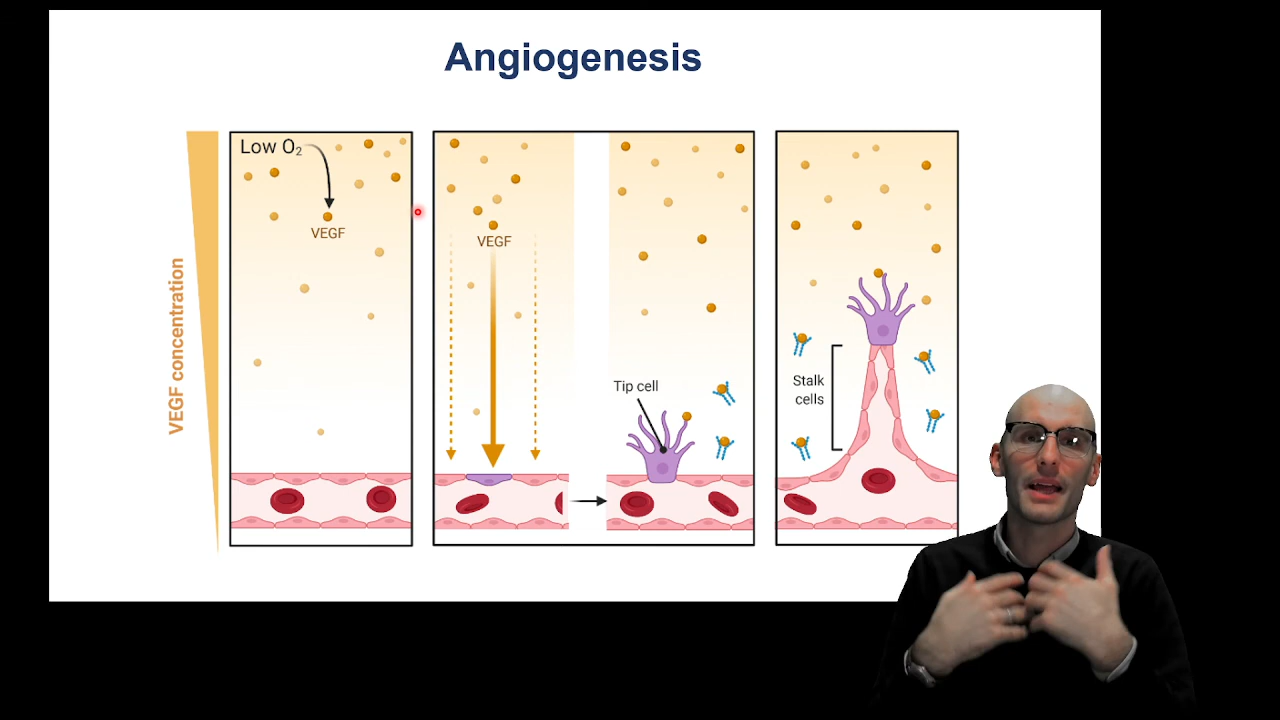 Angiogenesis
VEGF concentration
Low O₂
VEGF
VEGF
Tip cell
Stalk
cells